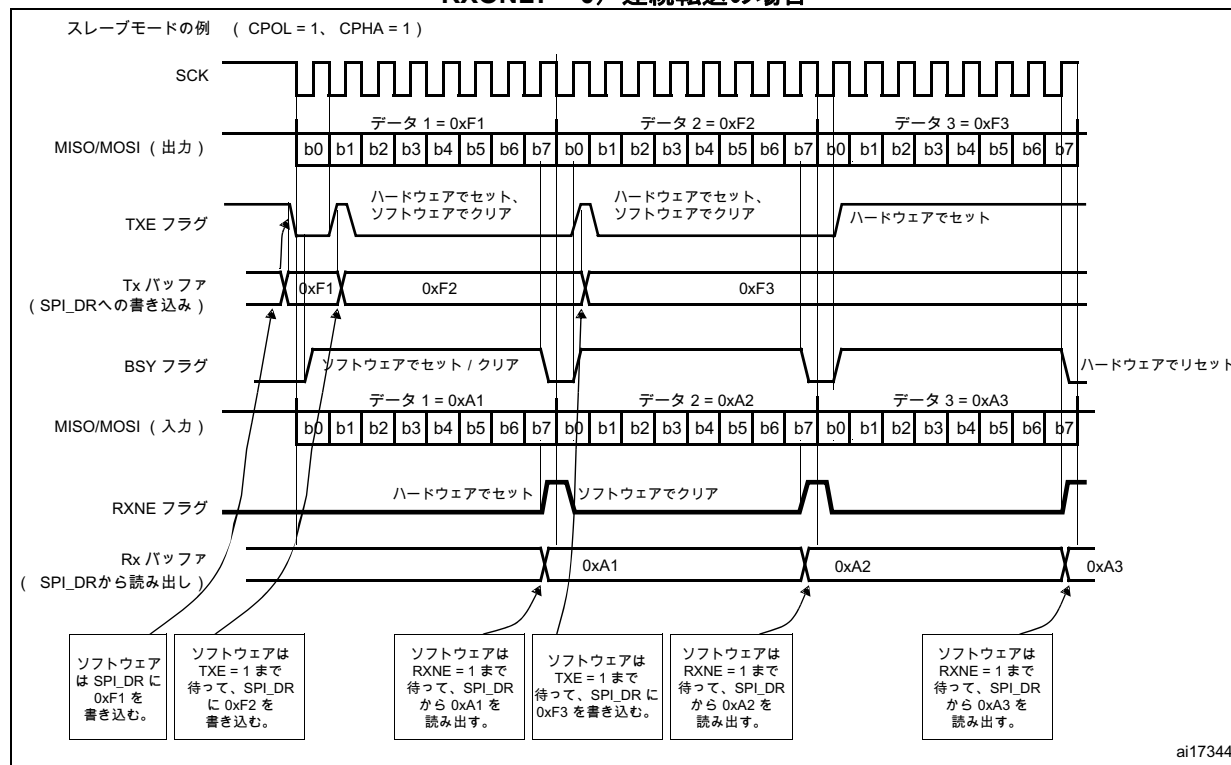 RXONLY = 0）連続転送の場合
スレーブモードの例 （ CPOL = 1、 CPHA = 1 ）
SCK
データ 1 = 0xF1 データ 2 = 0xF2 データ 3 = 0xF3
MISO/MOSI （ 出力 ） b0 b1 b2 b3 b4 b5 b6 b7 b0 b1 b2 b3 b4 b5 b6 b7 b0 b1 b2 b3 b4 b5 b6 b7
ハードウェアでセット、 ハードウェアでセット、
ソフトウェアでクリア ソフトウェアでクリア ハードウェアでセット
TXE フラグ
Tx バッファ 0xF1 0xF2 0xF3
（ SPI_DRへの書き込み ）
BSY フラグ ソフトウェアでセット / クリア ハードウェアでリセット
データ 1 = 0xA1 データ 2 = 0xA2 データ 3 = 0xA3
MISO/MOSI （ 入力 ） b0 b1 b2 b3 b4 b5 b6 b7 b0 b1 b2 b3 b4 b5 b6 b7 b0 b1 b2 b3 b4 b5 b6 b7
ハードウェアでセット ソフトウェアでクリア
RXNE フラグ
Rx バッファ 0xA1 0xA2 0xA3
（ SPI_DRから読み出し ）
ソフトウェア
は SPI_DR に
0xF1 を
書き込む。
ソフトウェアは
TXE = 1 まで
待って、SPI_DR
に 0xF2 を
書き込む。
ソフトウェアは
RXNE = 1 まで
待って、SPI_DR
から 0xA1 を
読み出す。
ソフトウェアは
TXE = 1 まで
待って、SPI_DR に
0xF3 を書き込む。
ソフトウェアは
RXNE = 1 まで
待って、SPI_DR
から 0xA2 を
読み出す。
ソフトウェアは
RXNE = 1 まで
待って、SPI_DR
から 0xA3 を
読み出す。
ai17344